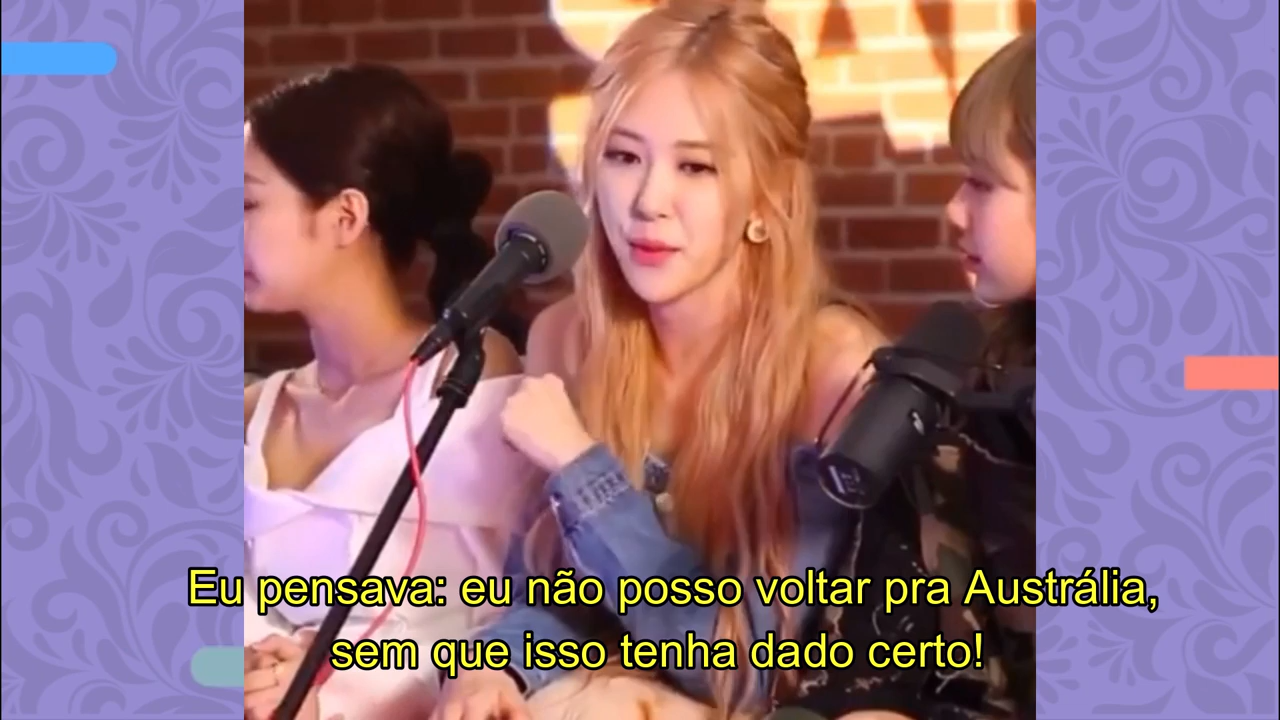 Eu pensava: eu não posso voltar pra Austrália,
sem que isso tenha dado certo!